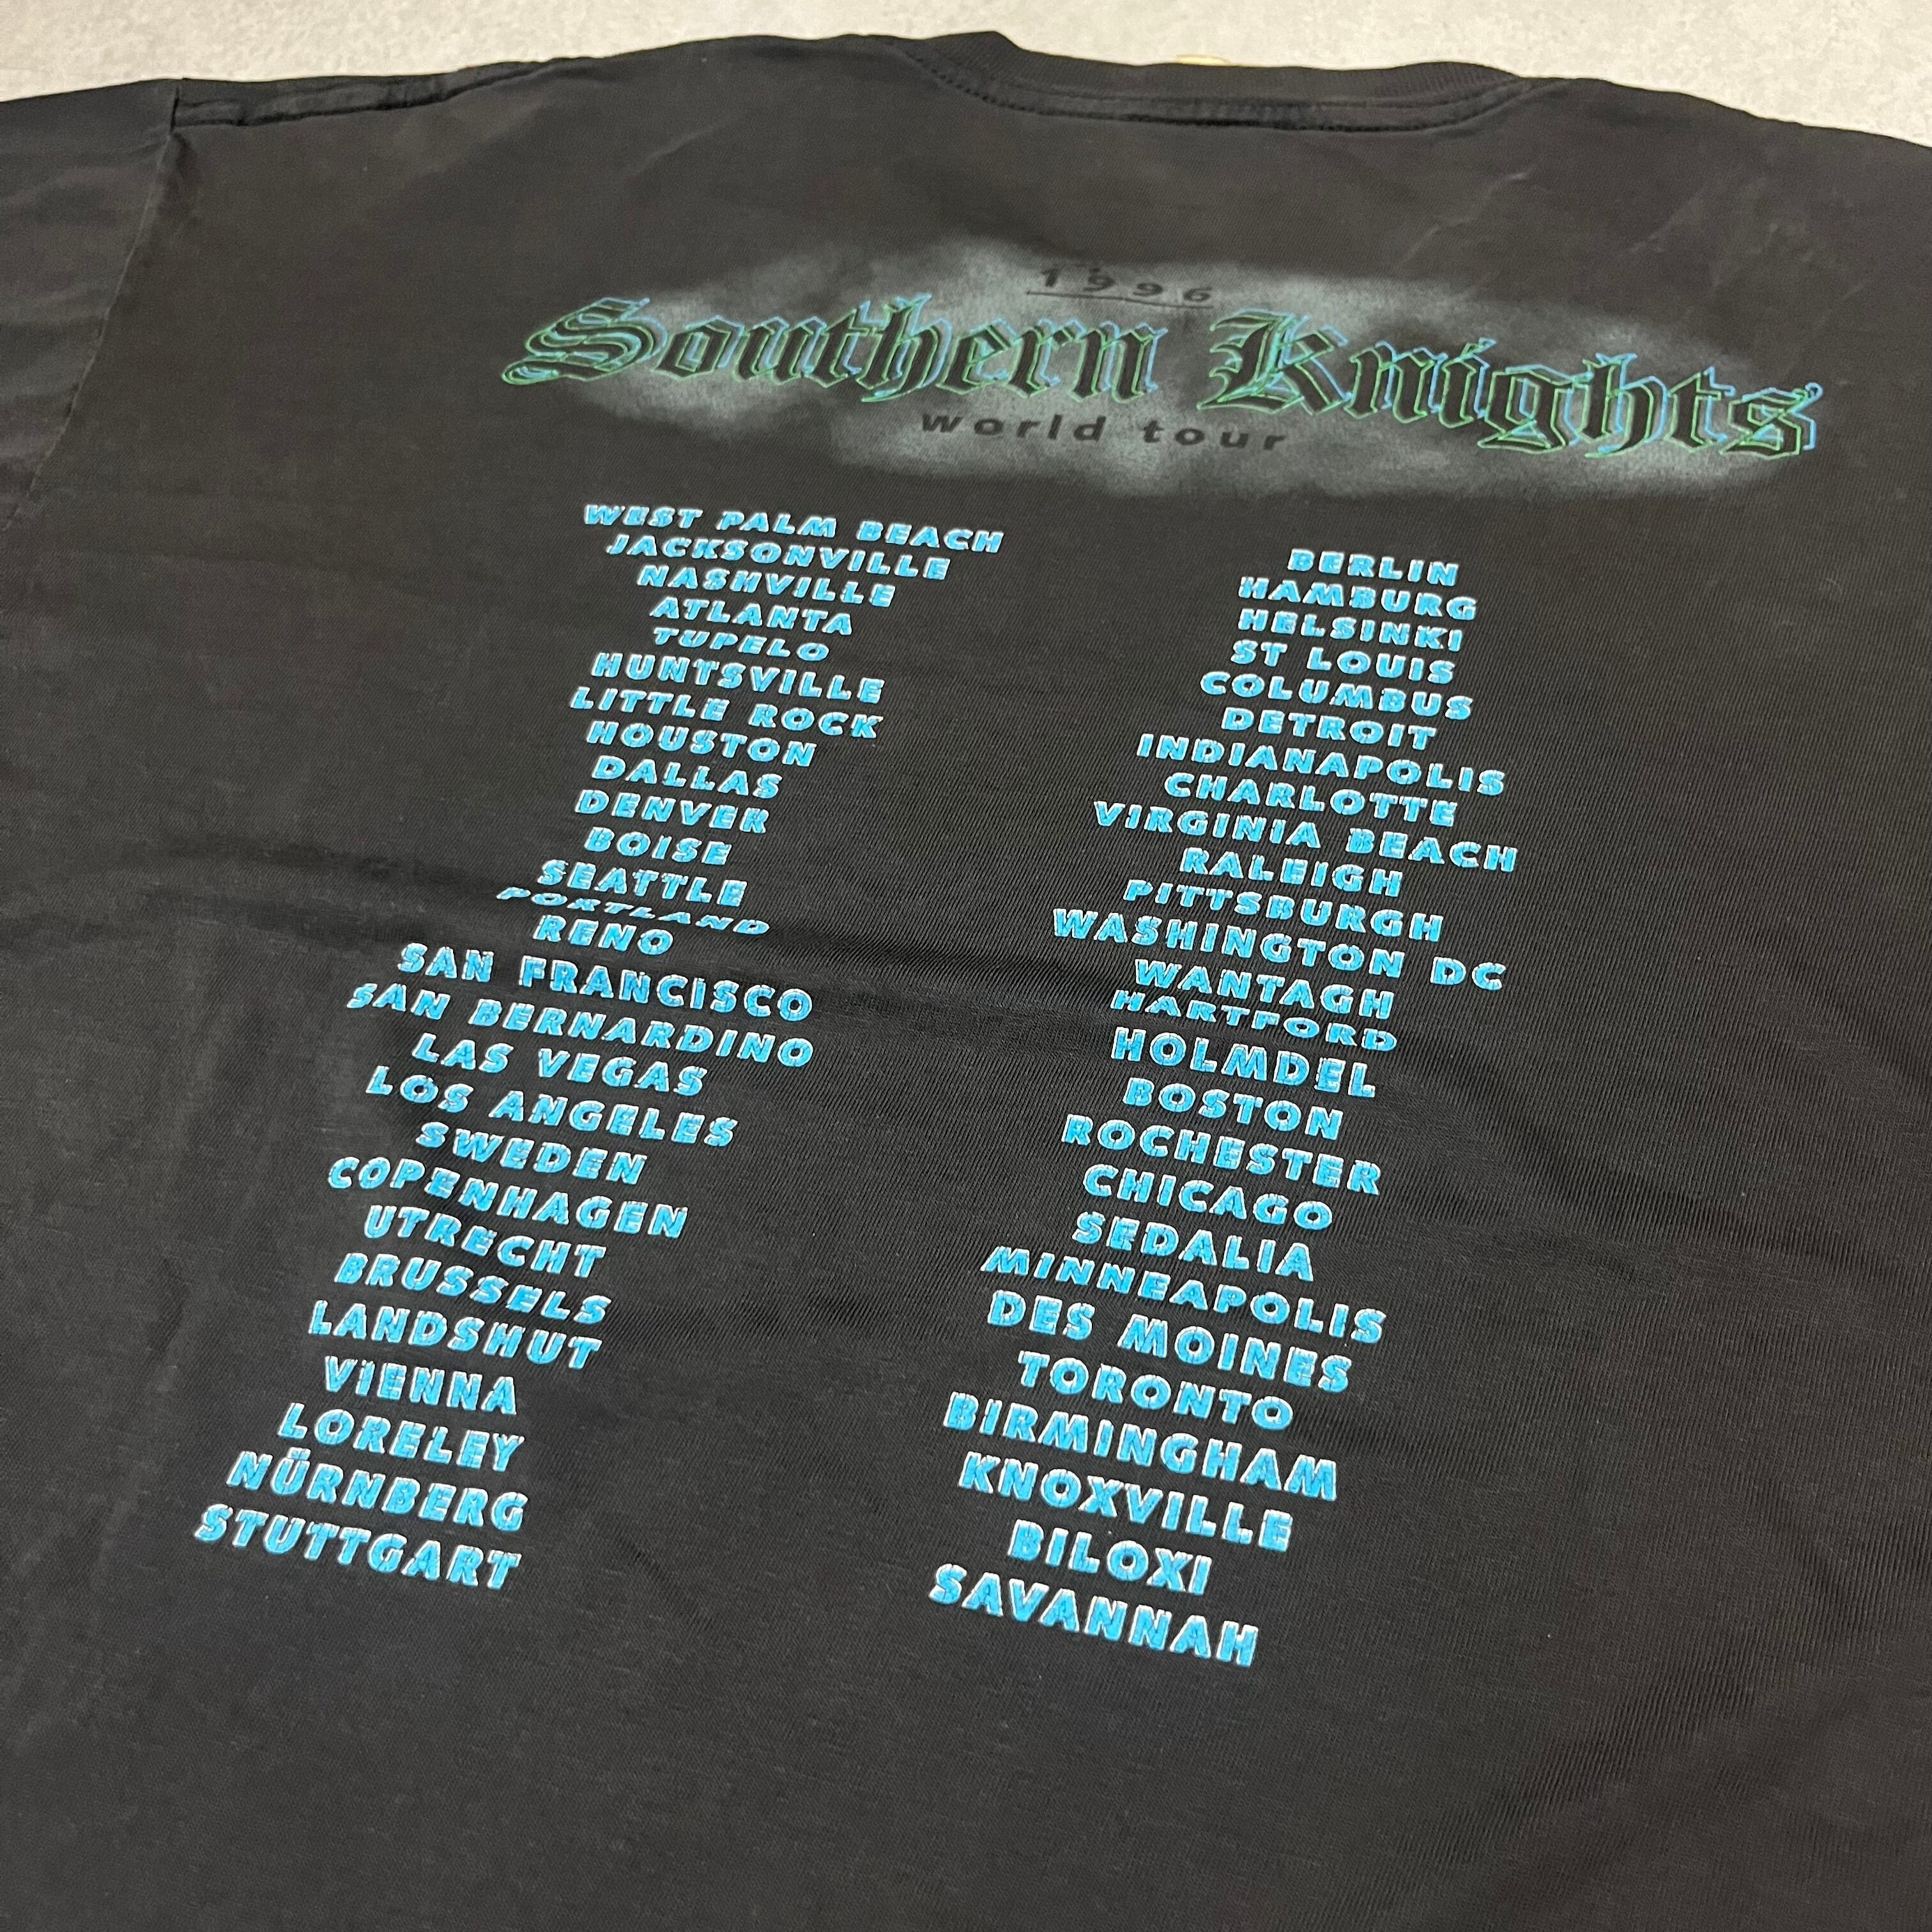 1996
Southern Knights
world tour
WEST PALM BEACH
JACKSONVILLE
NASHVILLE
ATLANTA
TUPELO
HUNTSVILLE
LITTLE ROCK
HOUSTON
DALLAS
DENVER
BOISE
SEATTLE
PORTLAND
RENO
SAN FRANCISCO
SAN BERNARDINO
LAS VEGAS
LOS ANGELES
SWEDEN
COPENHAGEN
UTRECHT
BRUSSELS
LANDSHUT
VIENNA
LORELEY
NÜRNBERG
STUTTGART
BERLIN
HAMBURG
HELSINKI
ST LOUIS
COLUMBUS
DETROIT
INDIANAPOLIS
CHARLOTTE
VIRGINIA BEACH
RALEIGH
PITTSBURGH
WASHINGTON DC
WANTAGH
HARTFORD
HOLMDEL
BOSTON
ROCHESTER
CHICAGO
SEDALIA
MINNEAPOLIS
DES MOINES
TORONTO
BIRMINGHAM
KNOXVILLE
BILOXI
SAVANNAH